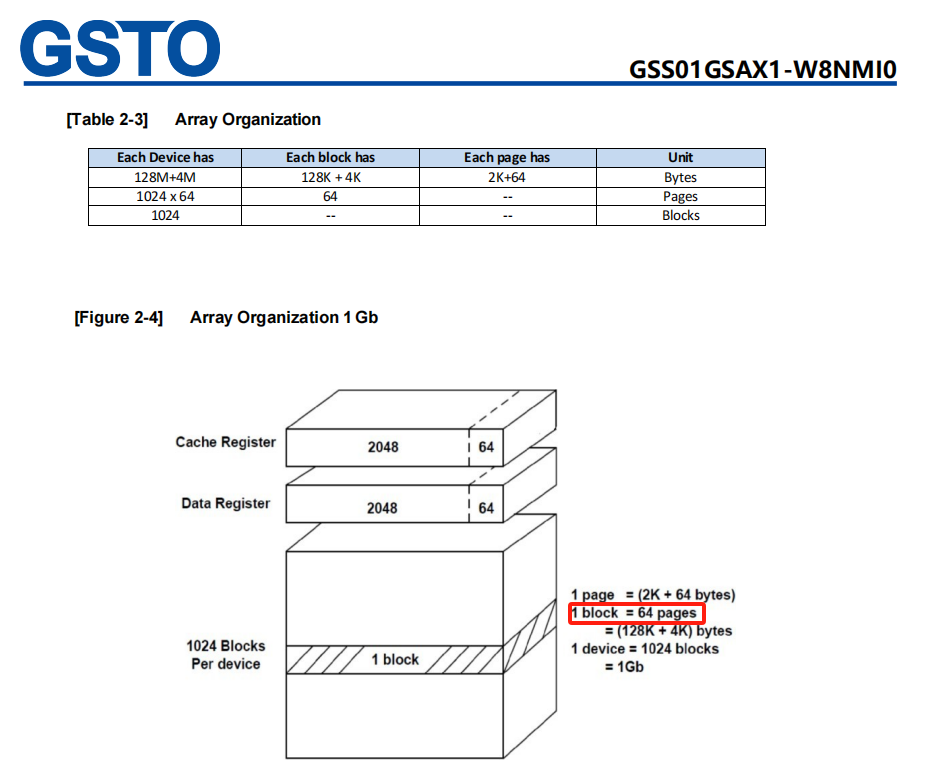 GSTO
GSS01GSAX1-W8NMI0
[Table 2-3] Array Organization
Each Device has Each block has Each page has Unit
128M+4M 128K + 4K 2K+64 Bytes
1024 x 64 64 -- Pages
1024 -- -- Blocks
[Figure 2-4] Array Organization 1 Gb
Cache Register 2048 64
Data Register 2048 64
1 page = (2K + 64 bytes)
1 block = 64 pages
= (128K + 4K) bytes
1 device = 1024 blocks
= 1Gb
1024 Blocks
Per device
1 block